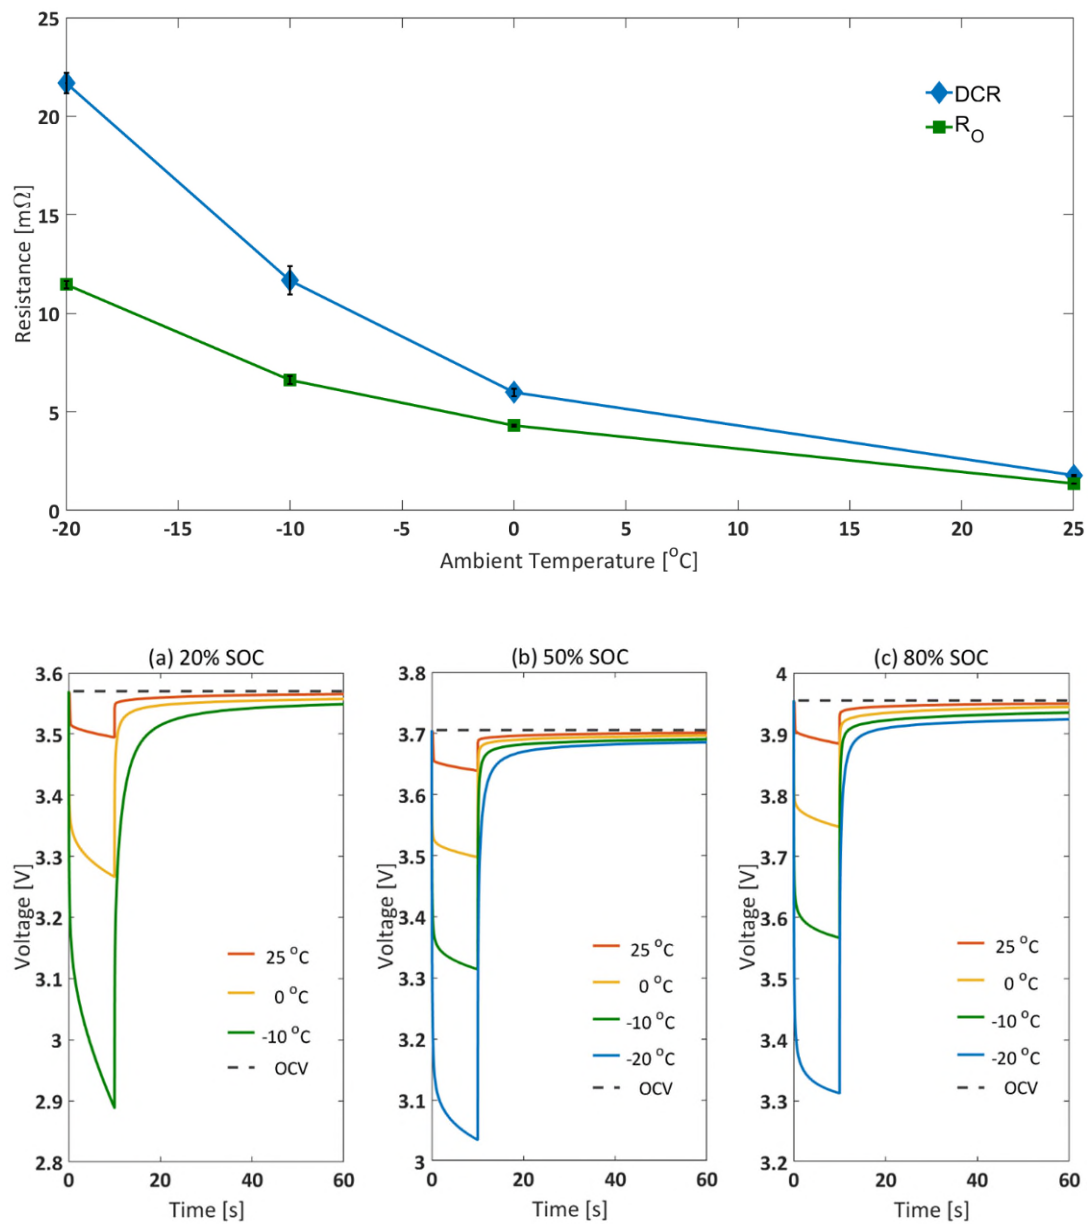 25
20
15
10
5
0
Resistance [mΩ]
DCR
R_O
-20 -15 -10 -5 0 5 10 15 20 25
Ambient Temperature [°C]
(a) 20% SOC
3.6
3.5
3.4
3.3
3.2
3.1
3
2.9
2.8
Voltage [V]
25 °C
0 °C
-10 °C
OCV
0 20 40 60
Time [s]
(b) 50% SOC
3.8
3.7
3.6
3.5
3.4
3.3
3.2
3.1
3
Voltage [V]
25 °C
0 °C
-10 °C
-20 °C
OCV
0 20 40 60
Time [s]
(c) 80% SOC
4
3.9
3.8
3.7
3.6
3.5
3.4
3.3
3.2
Voltage [V]
25 °C
0 °C
-10 °C
-20 °C
OCV
0 20 40 60
Time [s]